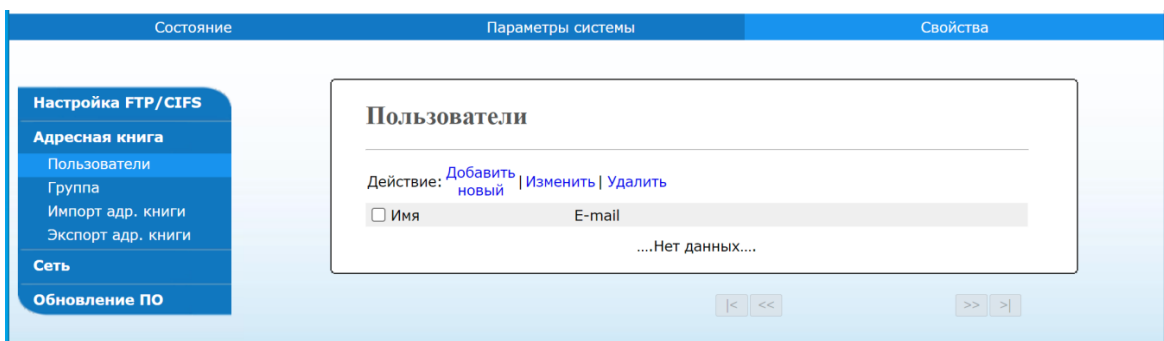 Состояние Параметры системы Свойства
Настройка FTP/CIFS
Адресная книга
Пользователи
Группа
Импорт адр. книги
Экспорт адр. книги
Сеть
Обновление ПО
Пользователи
Действие: Добавить новый | Изменить | Удалить
Имя E-mail
....Нет данных....
|< << >> >|